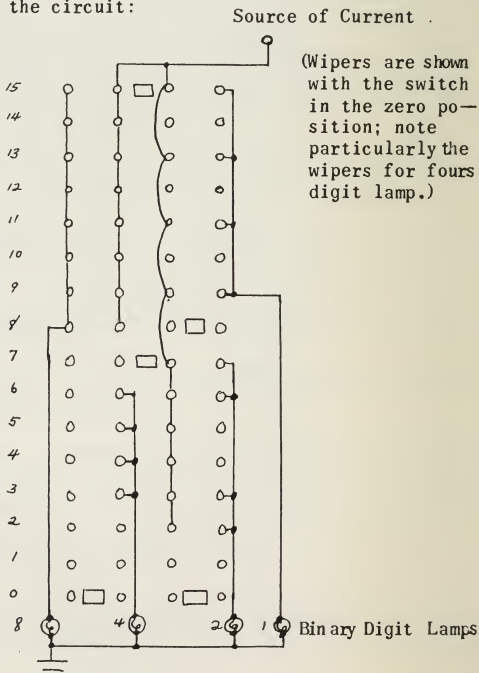 the circuit:
Source of Current .
(Wipers are shown
with the switch
in the zero po-
sition; note
particularly the
wipers for fours
digit lamp.)
15
14
13
12
11
10
9
8
7
6
5
4
3
2
1
0
8 4 2 1 Binary Digit Lamps